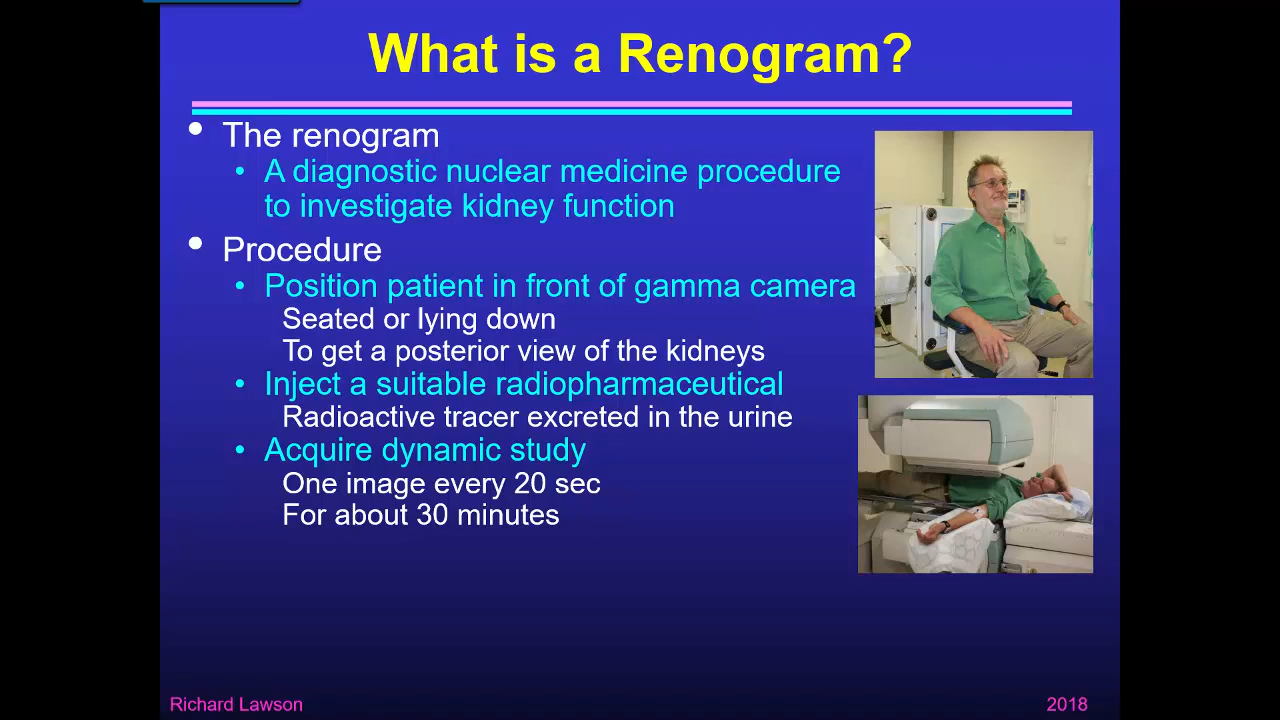 What is a Renogram?
• The renogram
• A diagnostic nuclear medicine procedure
to investigate kidney function
• Procedure
• Position patient in front of gamma camera
Seated or lying down
To get a posterior view of the kidneys
• Inject a suitable radiopharmaceutical
Radioactive tracer excreted in the urine
• Acquire dynamic study
One image every 20 sec
For about 30 minutes
Richard Lawson
2018